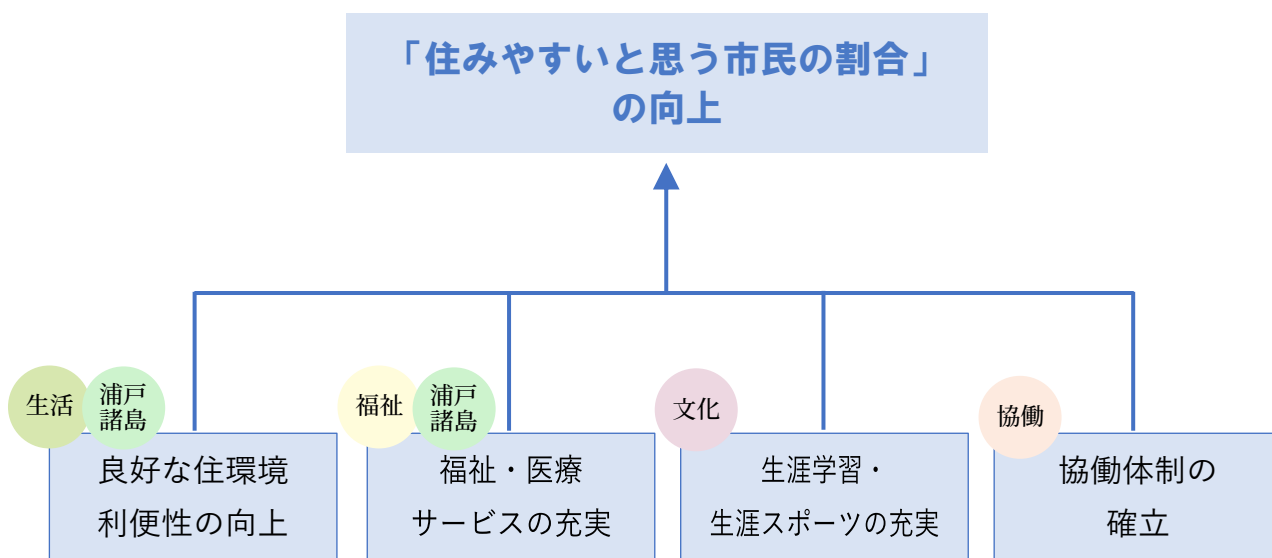 「住みやすいと思う市民の割合」
の向上
生活
浦戸
諸島
良好な住環境
利便性の向上
福祉
浦戸
諸島
福祉・医療
サービスの充実
文化
生涯学習・
生涯スポーツの充実
協働
協働体制の
確立